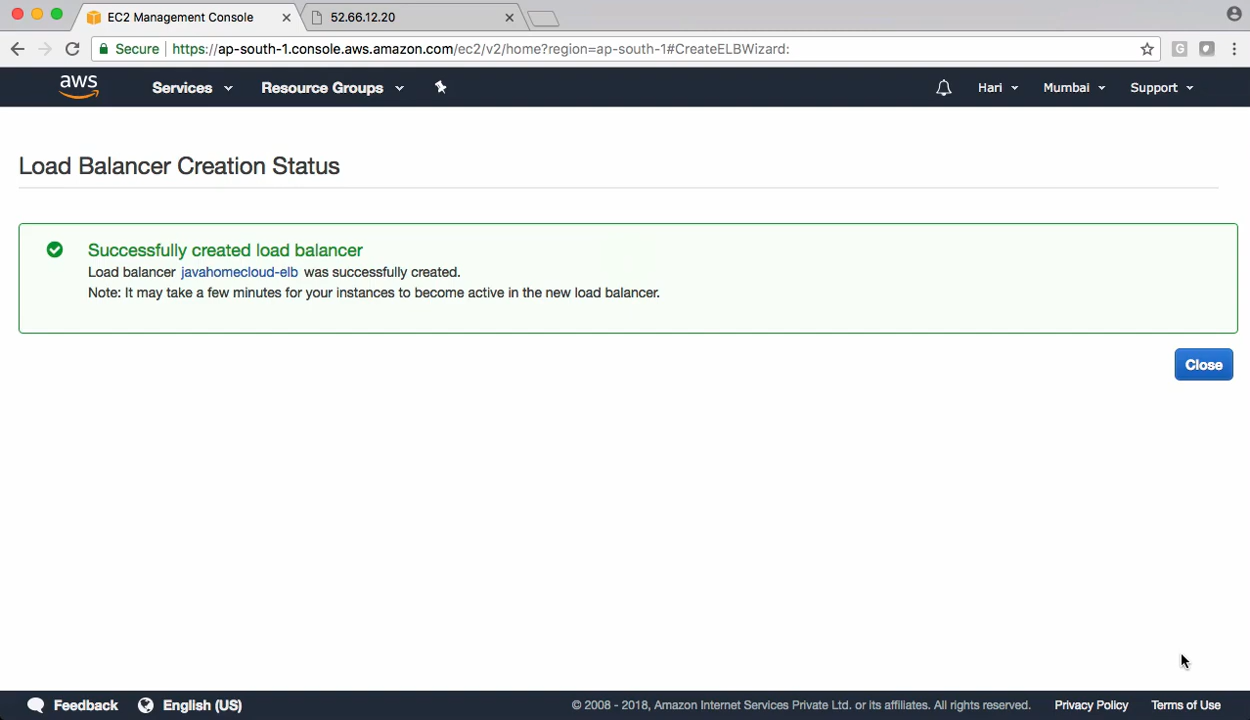 EC2 Management Console
52.66.12.20
Secure
https://ap-south-1.console.aws.amazon.com/ec2/v2/home?region=ap-south-1#CreateELBWizard:
G
aws
Services
Resource Groups
Hari
Mumbai
Support
Load Balancer Creation Status
Successfully created load balancer
Load balancer javahomecloud-elb was successfully created.
Note: It may take a few minutes for your instances to become active in the new load balancer.
Close
Feedback
English (US)
© 2008 - 2018, Amazon Internet Services Private Ltd. or its affiliates. All rights reserved.
Privacy Policy
Terms of Use